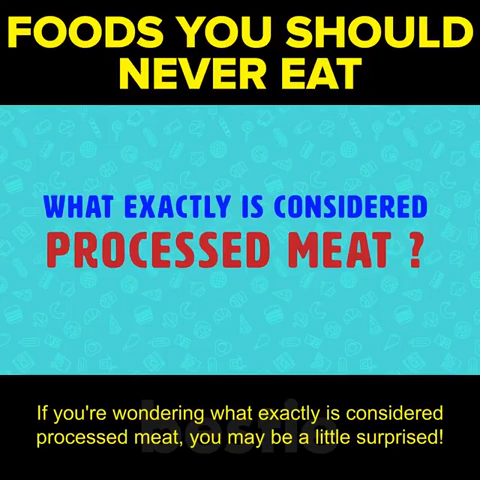 FOODS YOU SHOULD
NEVER EAT
WHAT EXACTLY IS CONSIDERED
PROCESSED MEAT ?
If you're wondering what exactly is considered
processed meat, you may be a little surprised!
bestie